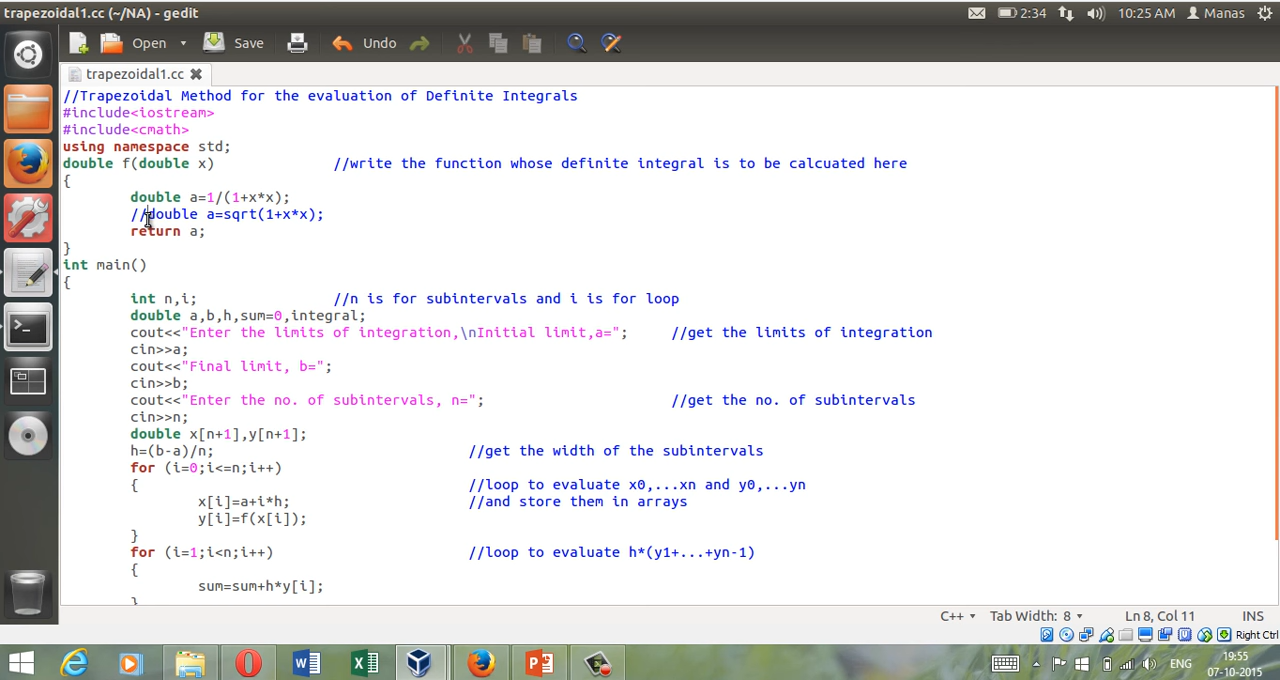 trapezoidal1.cc (~/NA) - gedit
2:34
10:25 AM
Manas
Open
Save
Undo
trapezoidal1.cc
//Trapezoidal Method for the evaluation of Definite Integrals
#include<iostream>
#include<cmath>
using namespace std;
double f(double x) //write the function whose definite integral is to be calcuated here
{
double a=1/(1+x*x);
//double a=sqrt(1+x*x);
return a;
}
int main()
{
int n,i; //n is for subintervals and i is for loop
double a,b,h,sum=0,integral;
cout<<"Enter the limits of integration,\nInitial limit,a="; //get the limits of integration
cin>>a;
cout<<"Final limit, b=";
cin>>b;
cout<<"Enter the no. of subintervals, n="; //get the no. of subintervals
cin>>n;
double x[n+1],y[n+1];
h=(b-a)/n; //get the width of the subintervals
for (i=0;i<=n;i++)
{ //loop to evaluate x0,...xn and y0,...yn
x[i]=a+i*h; //and store them in arrays
y[i]=f(x[i]);
}
for (i=1;i<n;i++) //loop to evaluate h*(y1+...+yn-1)
{
sum=sum+h*y[i];
}
C++ Tab Width: 8 Ln 8, Col 11 INS
Right Ctrl
ENG
19:55
07-10-2015